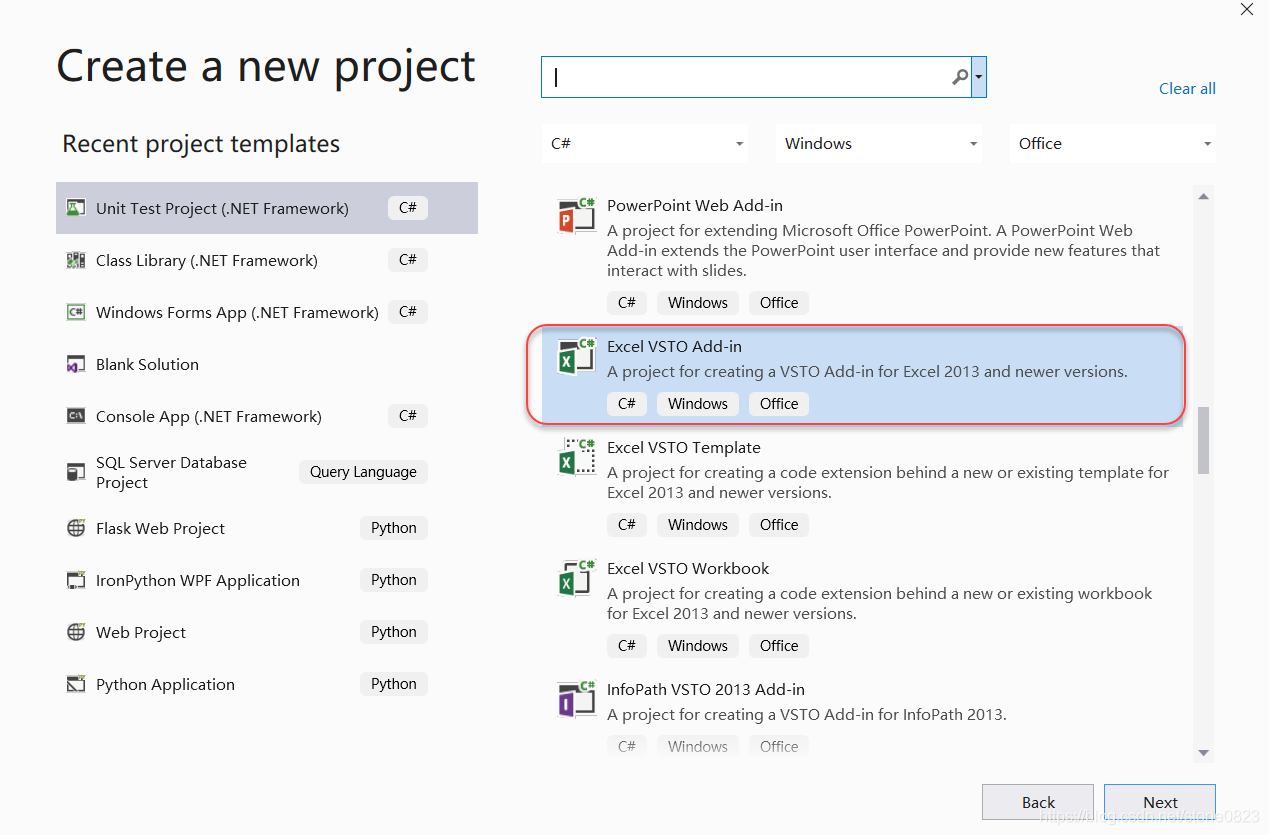 Create a new project
Clear all
Recent project templates
C#
Windows
Office
Unit Test Project (.NET Framework)
C#
Class Library (.NET Framework)
C#
Windows Forms App (.NET Framework)
C#
Blank Solution
Console App (.NET Framework)
C#
SQL Server Database
Project
Query Language
Flask Web Project
Python
IronPython WPF Application
Python
Web Project
Python
Python Application
Python
PowerPoint Web Add-in
A project for extending Microsoft Office PowerPoint. A PowerPoint Web
Add-in extends the PowerPoint user interface and provide new features that
interact with slides.
C# Windows Office
Excel VSTO Add-in
A project for creating a VSTO Add-in for Excel 2013 and newer versions.
C# Windows Office
Excel VSTO Template
A project for creating a code extension behind a new or existing template for
Excel 2013 and newer versions.
C# Windows Office
Excel VSTO Workbook
A project for creating a code extension behind a new or existing workbook
for Excel 2013 and newer versions.
C# Windows Office
InfoPath VSTO 2013 Add-in
A project for creating a VSTO Add-in for InfoPath 2013.
C# Windows Office
Back
Next
https://blog.csdn.net/stone0823